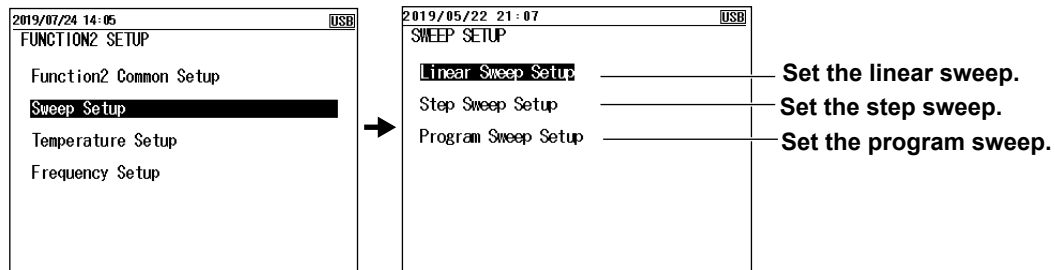 2019/07/24 14:05 USB
FUNCTION2 SETUP
Function2 Common Setup
Sweep Setup
Temperature Setup
Frequency Setup
2019/05/22 21:07 USB
SWEEP SETUP
Linear Sweep Setup
Set the linear sweep.
Step Sweep Setup
Set the step sweep.
Program Sweep Setup
Set the program sweep.